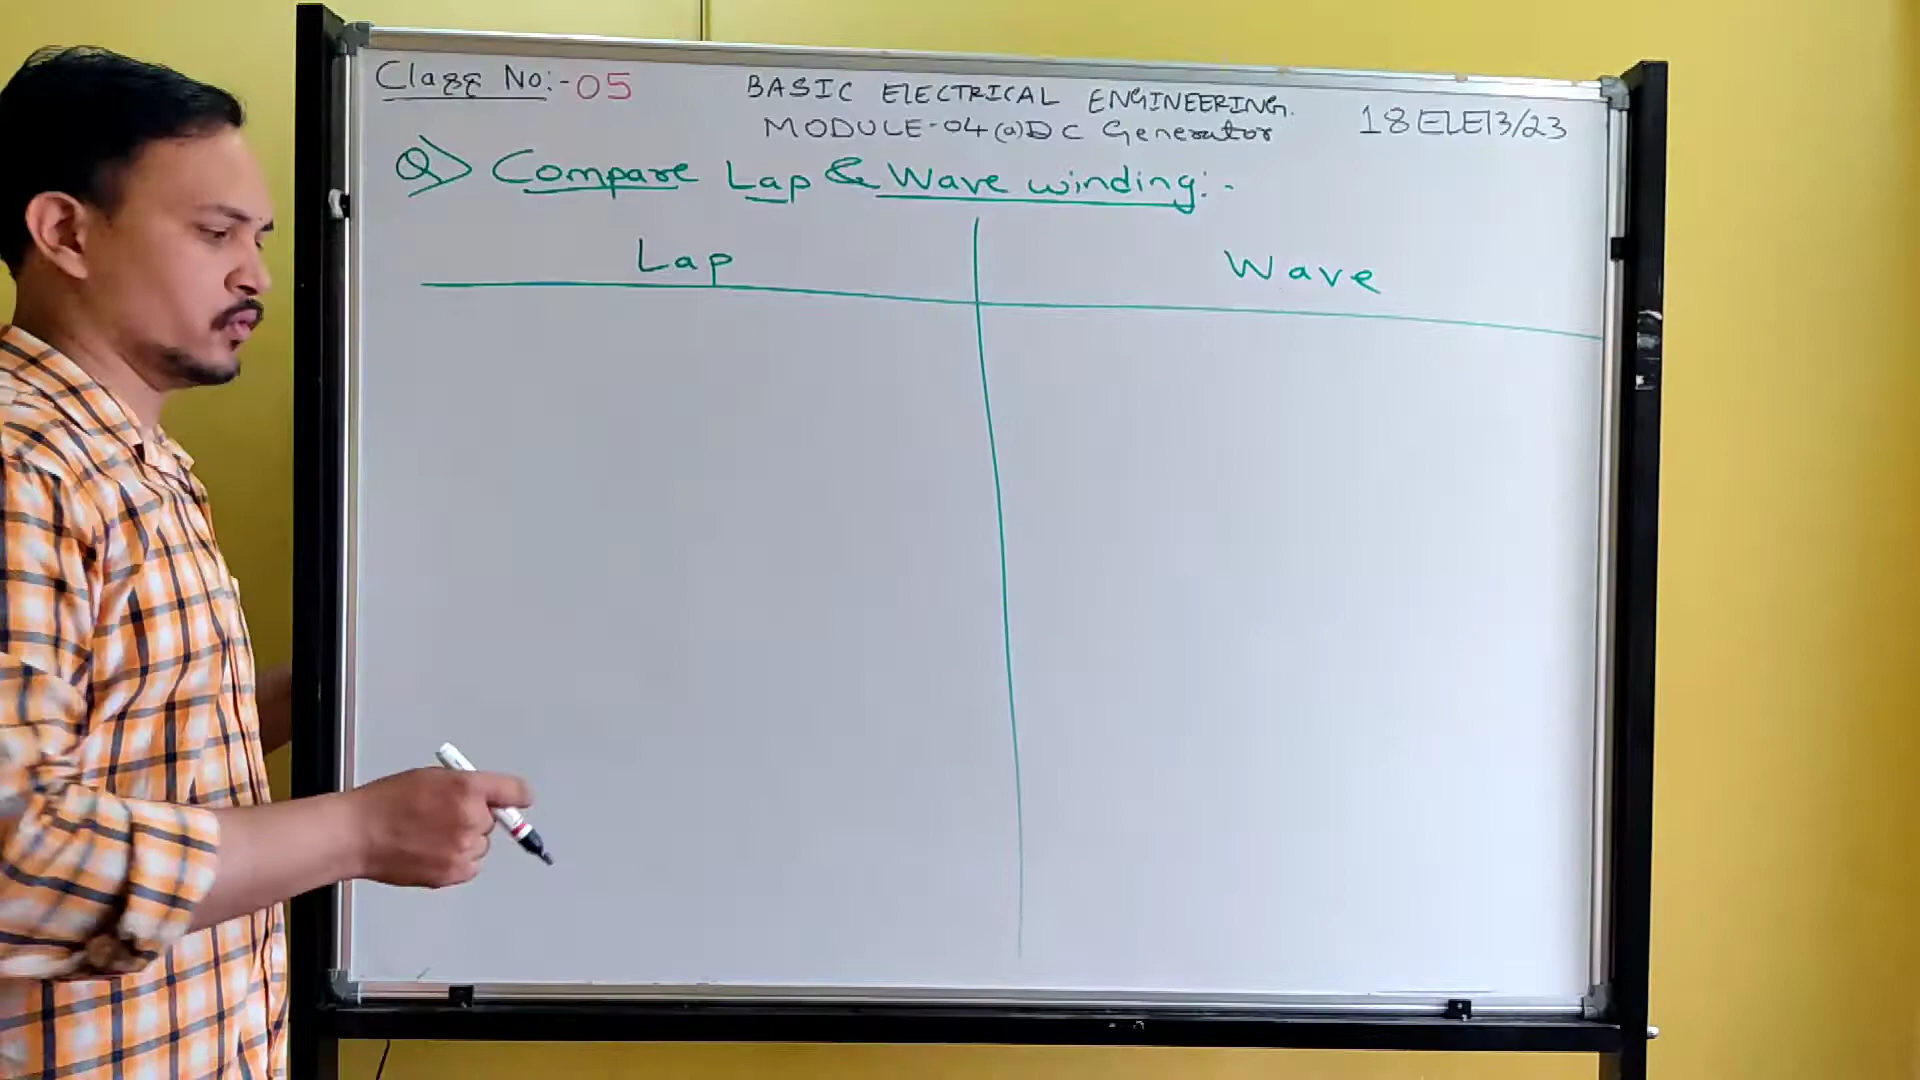 Class No:- 05
BASIC ELECTRICAL ENGINEERING.
MODULE-04 (a) DC Generator
18ELE13/23
Q> Compare Lap & Wave winding:-
Lap
Wave